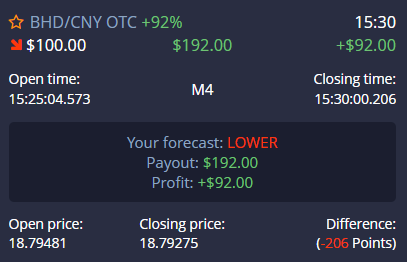 BHD/CNY OTC +92% 15:30
$100.00 $192.00 +$92.00
Open time: Closing time:
M4
15:25:04.573 15:30:00.206
Your forecast: LOWER
Payout: $192.00
Profit: +$92.00
Open price: Closing price: Difference:
18.79481 18.79275 (-206 Points)